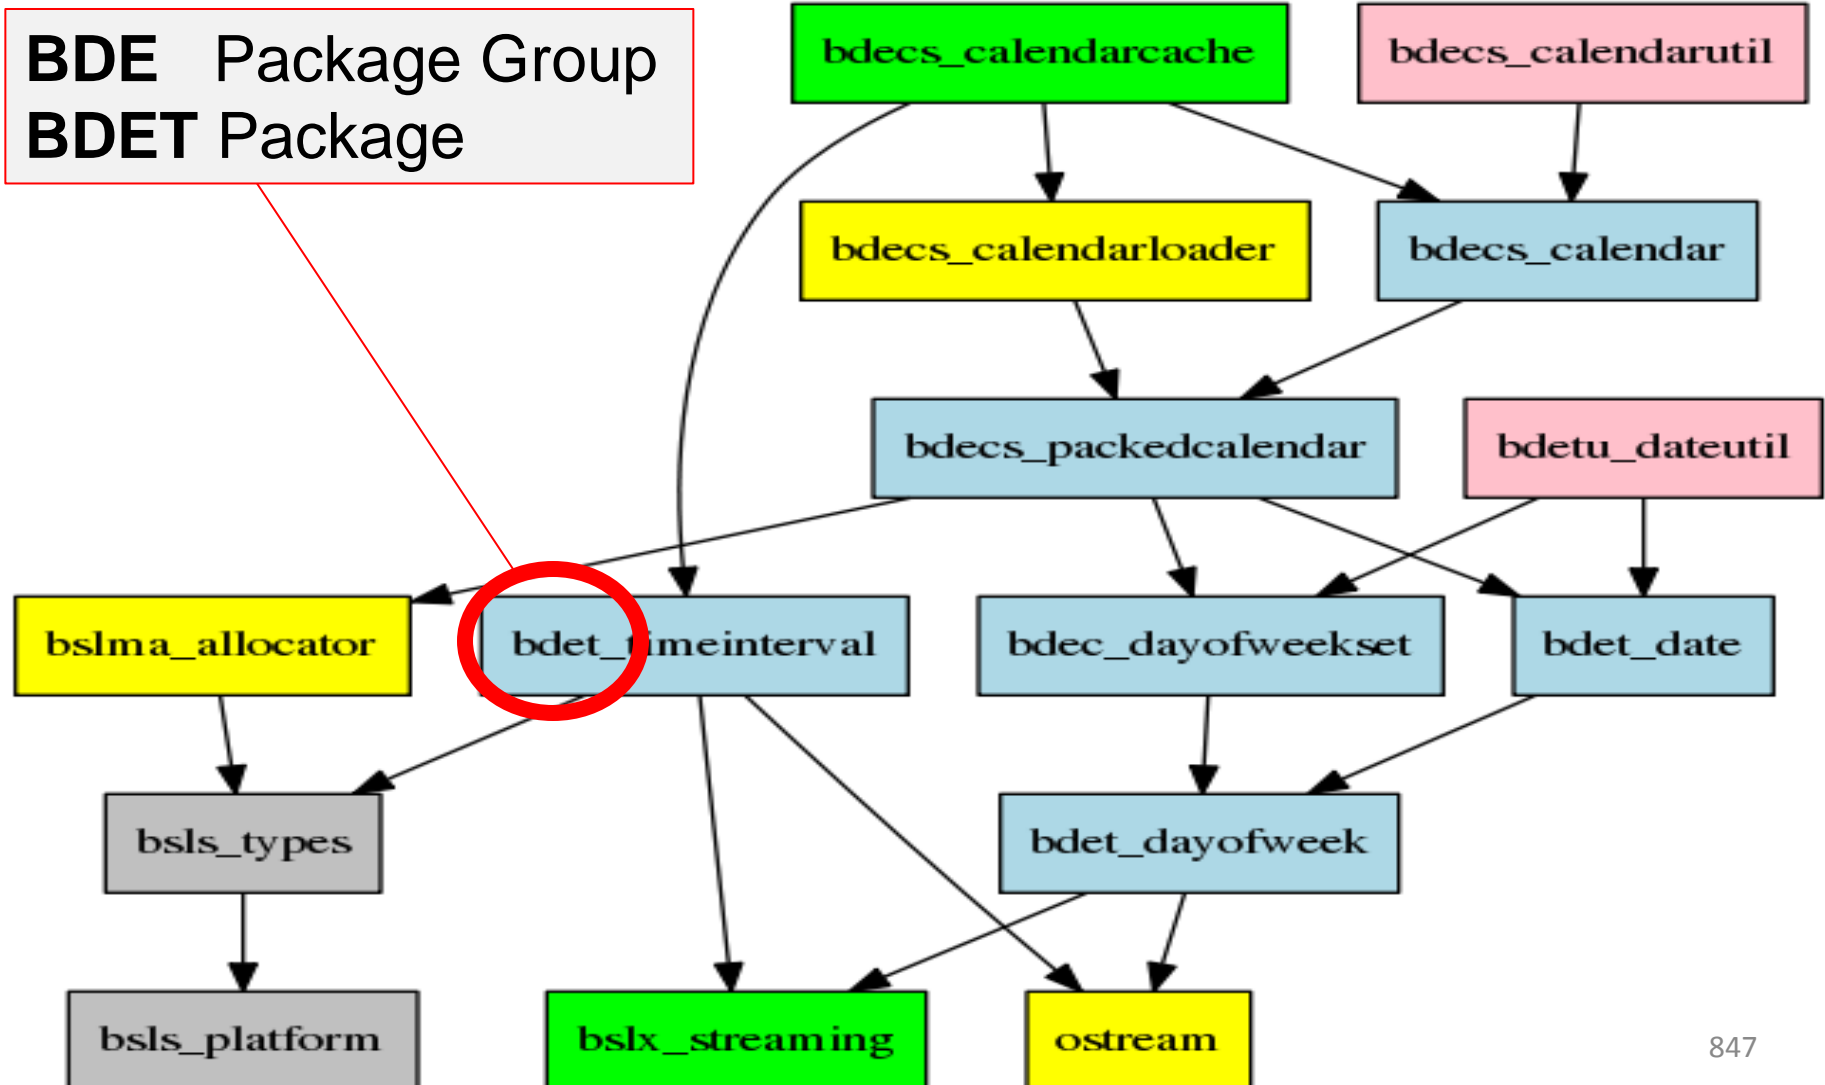 BDE Package Group
BDET Package
bdecs_calendarcache
bdecs_calendarutil
bdecs_calendarloader
bdecs_calendar
bdecs_packedcalendar
bdetu_dateutil
bslma_allocator
bdet_timeinterval
bdec_dayofweekset
bdet_date
bsls_types
bdet_dayofweek
bsls_platform
bslx_streaming
ostream
847